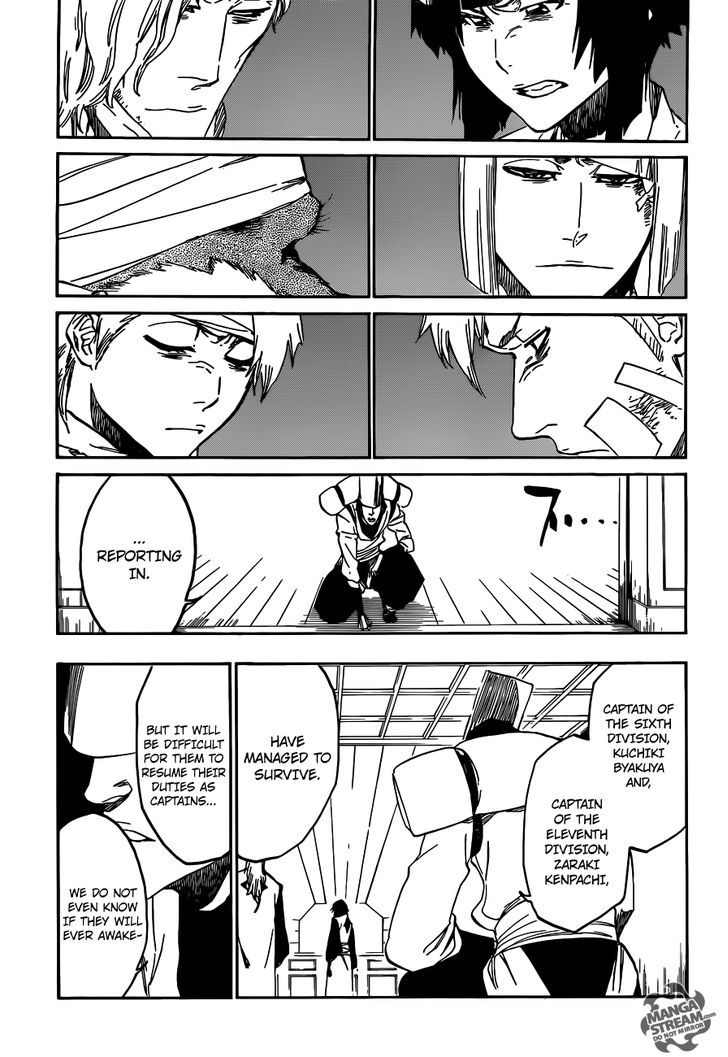 ス...
...
REPORTING
IN.
CAPTAIN OF
THE SIXTH
DIVISION,
KUCHIKI
BYAKUYA
AND,
CAPTAIN
OF THE
ELEVENTH
DIVISION,
ZARAKI
KENPACHI,
HAVE
MANAGED TO
SURVIVE.
BUT IT WILL
BE DIFFICULT
FOR THEM TO
RESUME THEIR
DUTIES AS
CAPTAINS...
WE DO NOT
EVEN KNOW
IF THEY WILL
EVER AWAKE-
MANGA
STREAM.com
DO NOT MIRROR